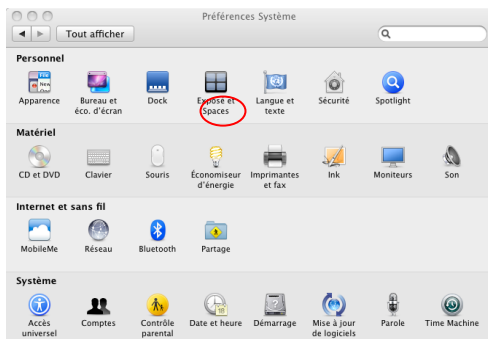 Préférences Système
Tout afficher
Personnel
Apparence
Bureau et
éco. d'écran
Dock
Exposé et
Spaces
Langue et
texte
Sécurité
Spotlight
Matériel
CD et DVD
Clavier
Souris
Économiseur
d'énergie
Imprimantes
et fax
Ink
Moniteurs
Son
Internet et sans fil
MobileMe
Réseau
Bluetooth
Partage
Système
Accès
universel
Comptes
Contrôle
parental
Date et heure
Démarrage
Mise à jour
de logiciels
Parole
Time Machine